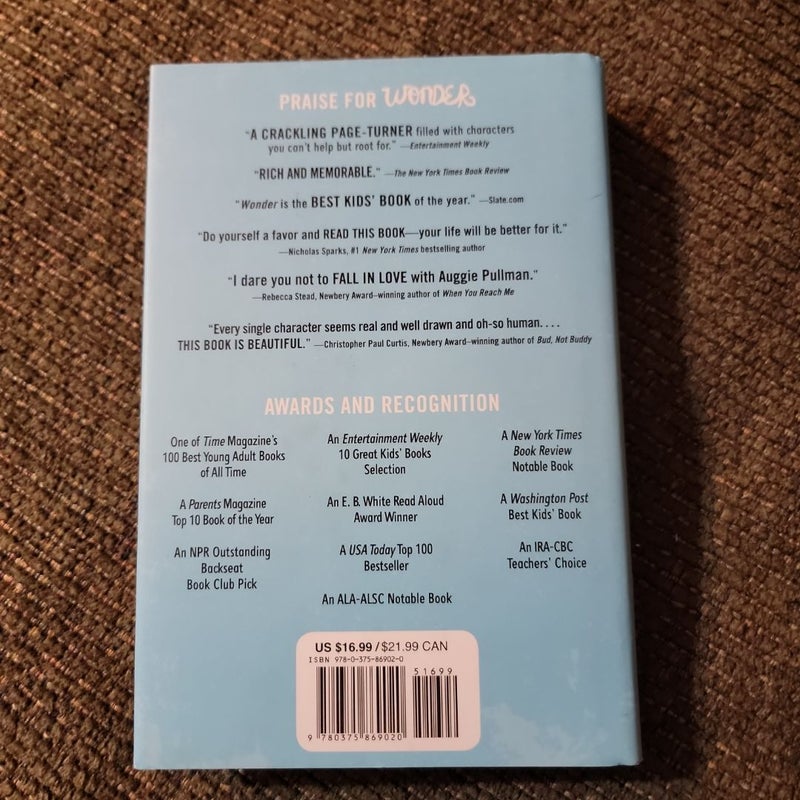 PRAISE FOR WONDER
"A CRACKLING PAGE-TURNER filled with characters
you can't help but root for." —Entertainment Weekly
"RICH AND MEMORABLE." —The New York Times Book Review
"Wonder is the BEST KIDS' BOOK of the year." —Slate.com
"Do yourself a favor and READ THIS BOOK—your life will be better for it."
—Nicholas Sparks, #1 New York Times bestselling author
"I dare you not to FALL IN LOVE with Auggie Pullman."
—Rebecca Stead, Newbery Award–winning author of When You Reach Me
"Every single character seems real and well drawn and oh-so human. . . .
THIS BOOK IS BEAUTIFUL." —Christopher Paul Curtis, Newbery Award–winning author of Bud, Not Buddy
AWARDS AND RECOGNITION
One of Time Magazine's
100 Best Young Adult Books
of All Time
An Entertainment Weekly
10 Great Kids' Books
Selection
A New York Times
Book Review
Notable Book
A Parents Magazine
Top 10 Book of the Year
An E. B. White Read Aloud
Award Winner
A Washington Post
Best Kids' Book
An NPR Outstanding
Backseat
Book Club Pick
A USA Today Top 100
Bestseller
An IRA-CBC
Teachers' Choice
An ALA-ALSC Notable Book
US $16.99 / $21.99 CAN
ISBN 978-0-375-86902-0
51699
9 780375 869020